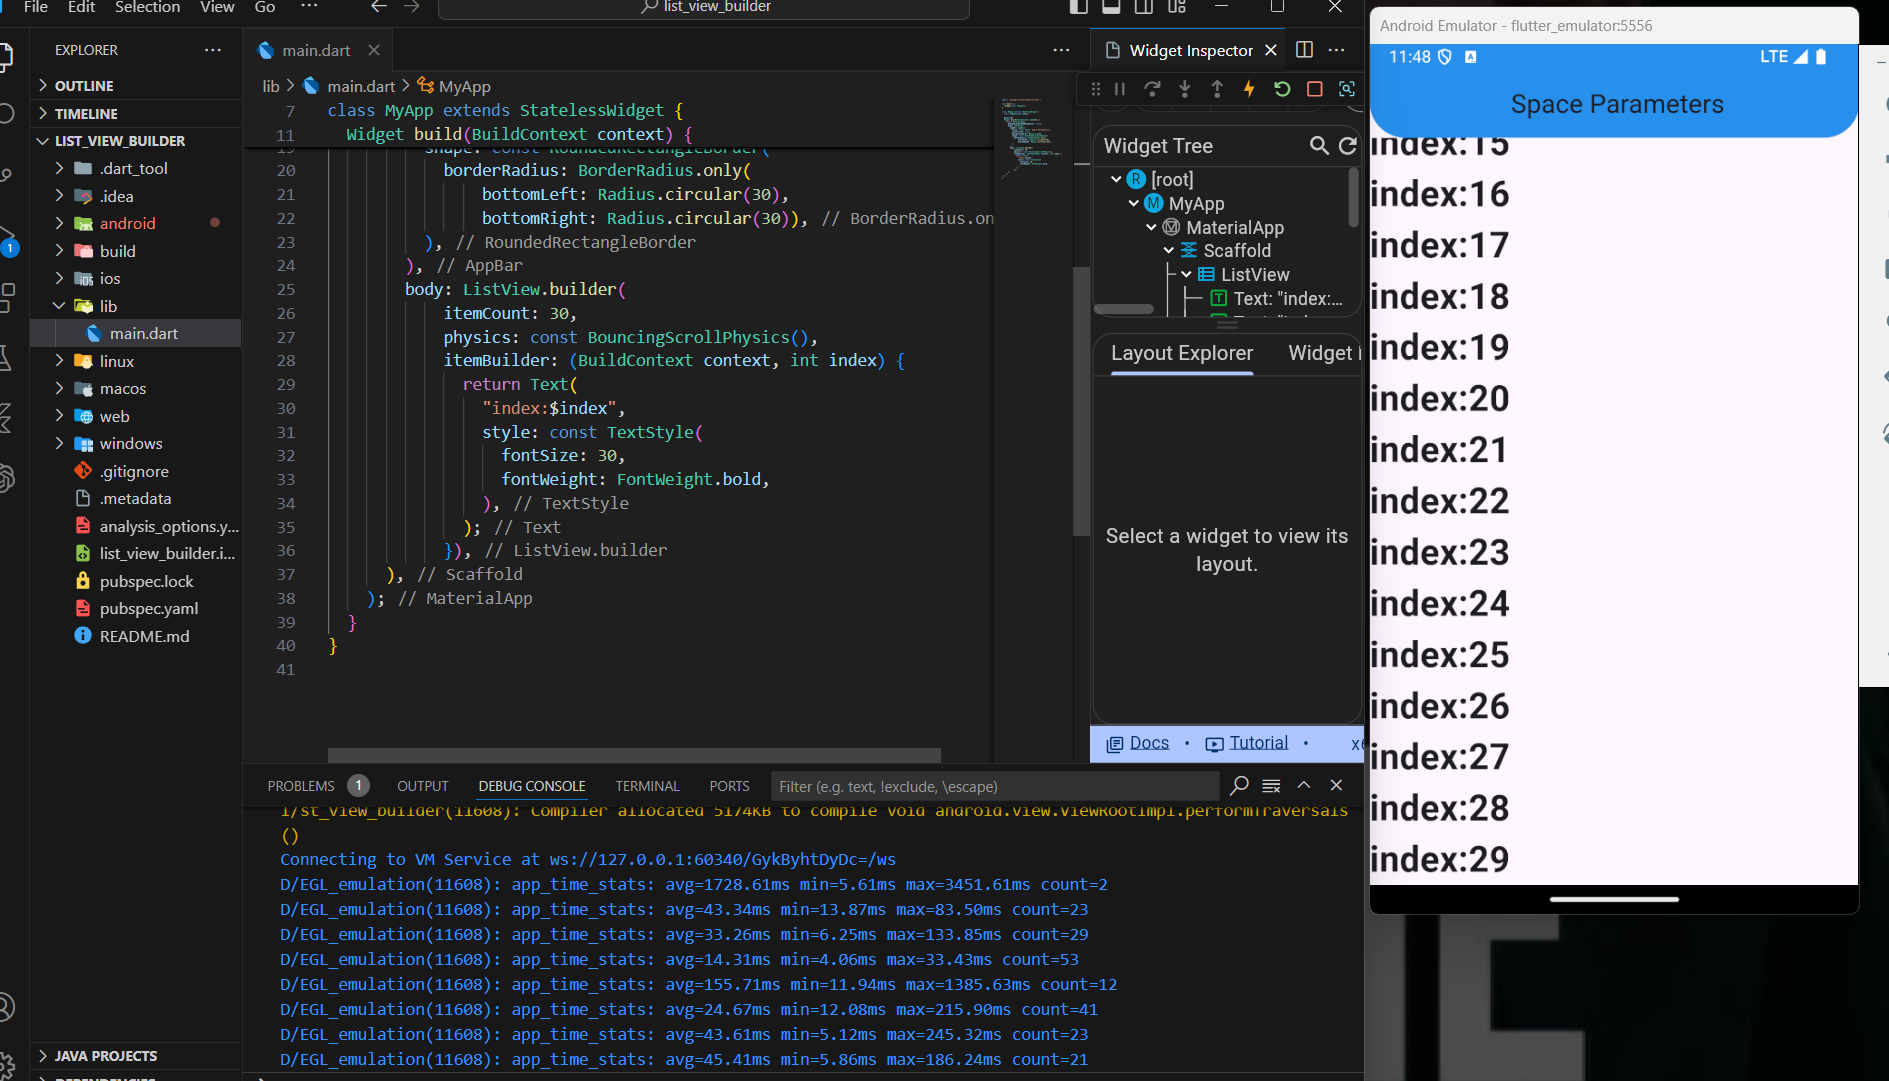 File Edit Selection View Go ··· list_view_builder
EXPLORER ···
OUTLINE
TIMELINE
LIST_VIEW_BUILDER
.dart_tool
.idea
android
build
ios
lib
main.dart
linux
macos
web
windows
.gitignore
.metadata
analysis_options.y...
list_view_builder.i...
pubspec.lock
pubspec.yaml
README.md
JAVA PROJECTS
1
main.dart
lib > main.dart > MyApp
7 class MyApp extends StatelessWidget {
11 Widget build(BuildContext context) {
19 shape: const RoundedRectangleBorder(
20 borderRadius: BorderRadius.only(
21 bottomLeft: Radius.circular(30),
22 bottomRight: Radius.circular(30)), // BorderRadius.on
23 ), // RoundedRectangleBorder
24 ), // AppBar
25 body: ListView.builder(
26 itemCount: 30,
27 physics: const BouncingScrollPhysics(),
28 itemBuilder: (BuildContext context, int index) {
29 return Text(
30 "index:$index",
31 style: const TextStyle(
32 fontSize: 30,
33 fontWeight: FontWeight.bold,
34 ), // TextStyle
35 ); // Text
36 }), // ListView.builder
37 ), // Scaffold
38 ); // MaterialApp
39 }
40 }
41
Widget Inspector
Widget Tree
[root]
MyApp
MaterialApp
Scaffold
ListView
Text: "index:...
Layout Explorer Widget
Select a widget to view its
layout.
Docs • Tutorial •
PROBLEMS 1 OUTPUT DEBUG CONSOLE TERMINAL PORTS Filter (e.g. text, !exclude, \escape)
I/st_view_builder(11608): Compiler allocated 5174KB to compile void android.view.ViewRootImpl.performTraversals
()
Connecting to VM Service at ws://127.0.0.1:60340/GykByhtDyDc=/ws
D/EGL_emulation(11608): app_time_stats: avg=1728.61ms min=5.61ms max=3451.61ms count=2
D/EGL_emulation(11608): app_time_stats: avg=43.34ms min=13.87ms max=83.50ms count=23
D/EGL_emulation(11608): app_time_stats: avg=33.26ms min=6.25ms max=133.85ms count=29
D/EGL_emulation(11608): app_time_stats: avg=14.31ms min=4.06ms max=33.43ms count=53
D/EGL_emulation(11608): app_time_stats: avg=155.71ms min=11.94ms max=1385.63ms count=12
D/EGL_emulation(11608): app_time_stats: avg=24.67ms min=12.08ms max=215.90ms count=41
D/EGL_emulation(11608): app_time_stats: avg=43.61ms min=5.12ms max=245.32ms count=23
D/EGL_emulation(11608): app_time_stats: avg=45.41ms min=5.86ms max=186.24ms count=21
Android Emulator - flutter_emulator:5556
11:48 LTE
Space Parameters
index:15
index:16
index:17
index:18
index:19
index:20
index:21
index:22
index:23
index:24
index:25
index:26
index:27
index:28
index:29